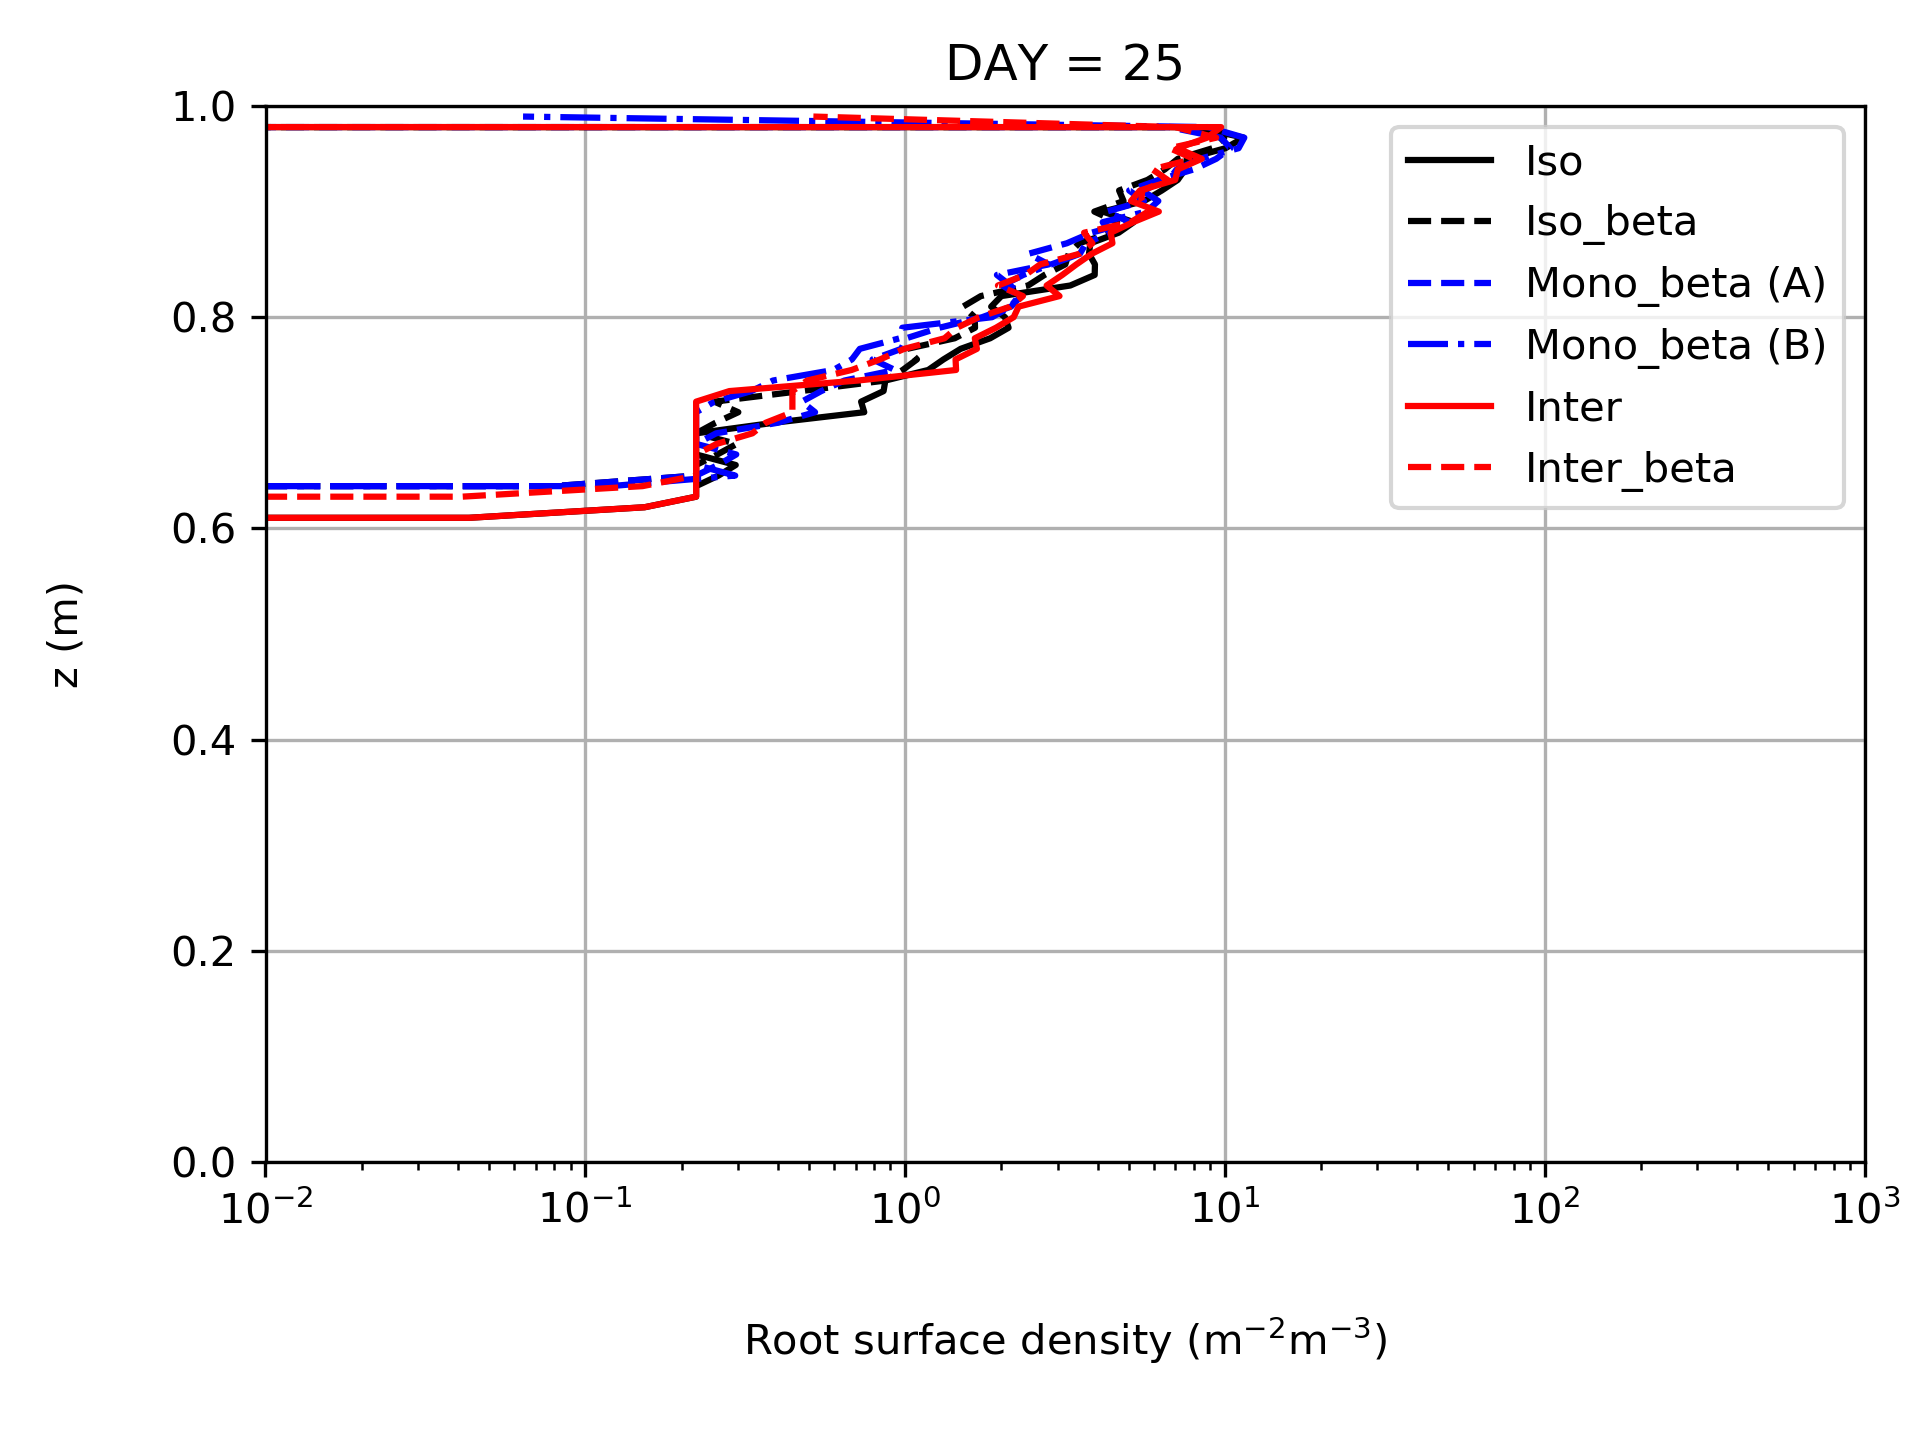 DAY = 25
1.0
0.8
0.6
0.4
0.2
0.0
z (m)
10⁻² 10⁻¹ 10⁰ 10¹ 10² 10³
Root surface density (m⁻²m⁻³)
Iso
Iso_beta
Mono_beta (A)
Mono_beta (B)
Inter
Inter_beta